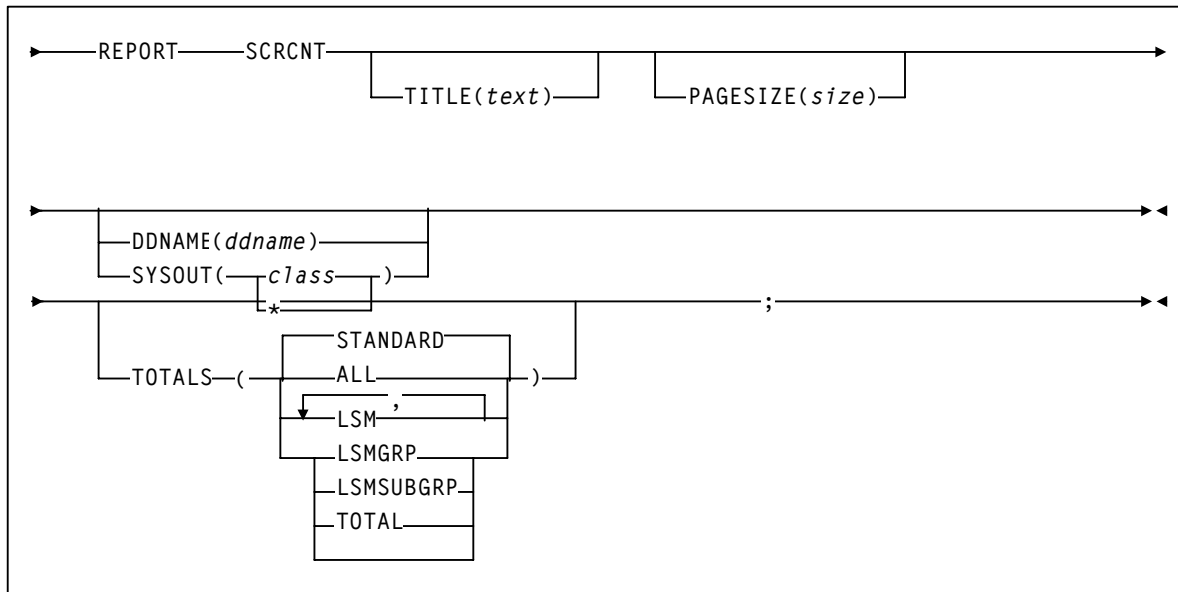 REPORT SCRCNT
TITLE(text) PAGESIZE(size)
DDNAME(ddname)
SYSOUT( class )
*
;
STANDARD
TOTALS ( ALL )
,
LSM
LSMGRP
LSMSUBGRP
TOTAL